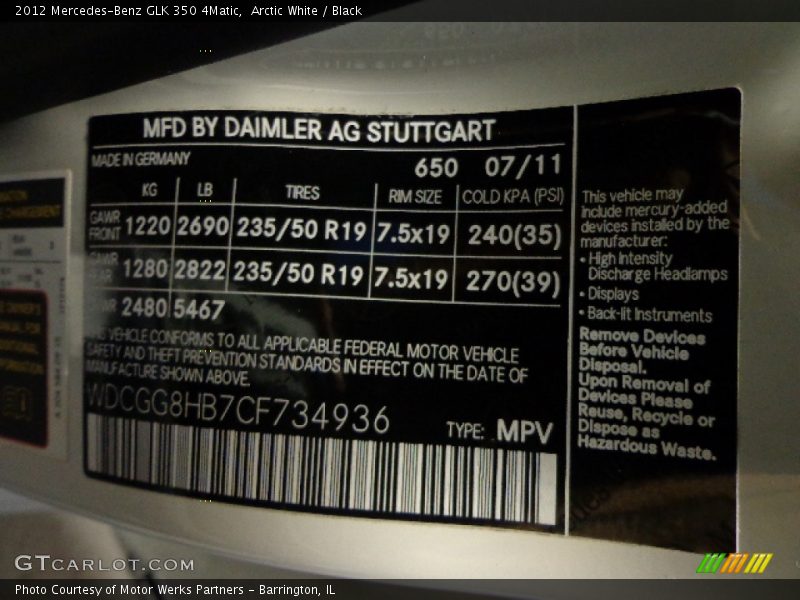 2012 Mercedes-Benz GLK 350 4Matic, Arctic White / Black
MFD BY DAIMLER AG STUTTGART
MADE IN GERMANY 650 07/11
KG LB TIRES RIM SIZE COLD KPA (PSI)
GAWR FRONT 1220 2690 235/50 R19 7.5x19 240(35)
1280 2822 235/50 R19 7.5x19 270(39)
2480 5467
VEHICLE CONFORMS TO ALL APPLICABLE FEDERAL MOTOR VEHICLE
SAFETY AND THEFT PREVENTION STANDARDS IN EFFECT ON THE DATE OF
MANUFACTURE SHOWN ABOVE.
WDCGG8HB7CF734936
TYPE: MPV
This vehicle may
include mercury-added
devices installed by the
manufacturer:
• High Intensity
Discharge Headlamps
• Displays
• Back-lit Instruments
Remove Devices
Before Vehicle
Disposal.
Upon Removal of
Devices Please
Reuse, Recycle or
Dispose as
Hazardous Waste.
GTCARLOT.COM
Photo Courtesy of Motor Werks Partners - Barrington, IL